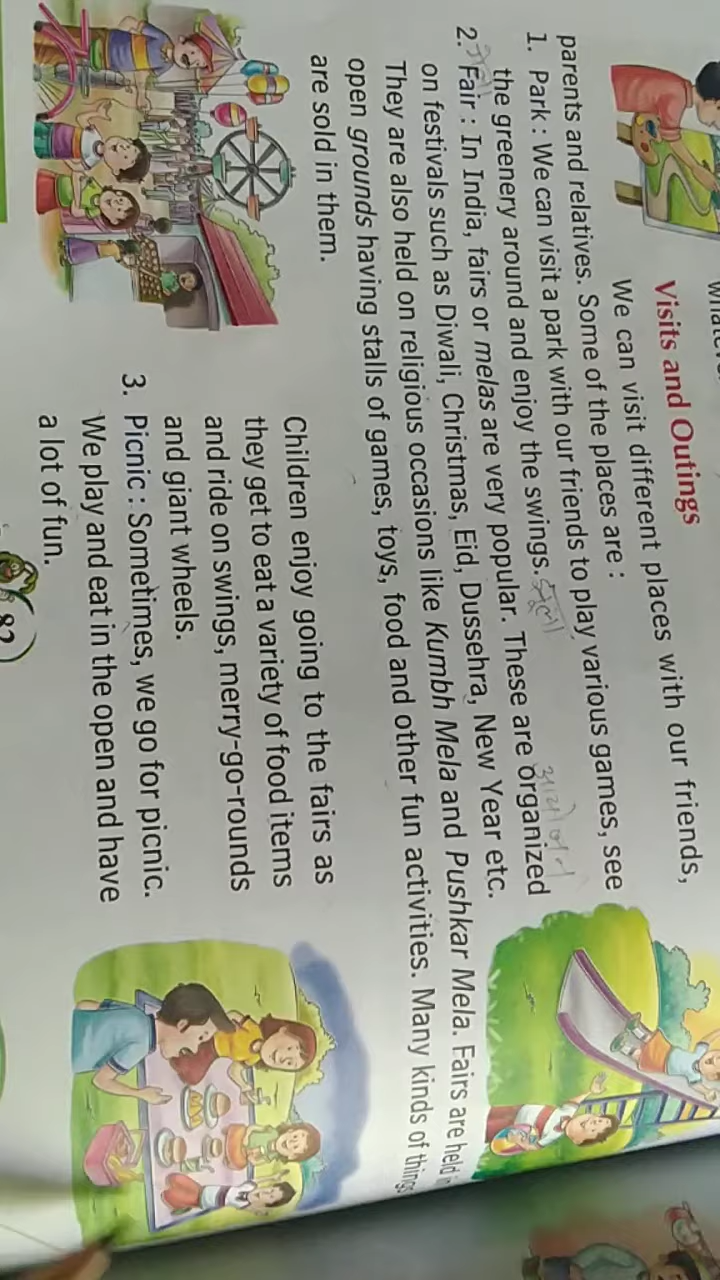 Visits and Outings
We can visit different places with our friends,
parents and relatives. Some of the places are :
1. Park : We can visit a park with our friends to play various games, see
the greenery around and enjoy the swings.
2. Fair : In India, fairs or melas are very popular. These are organized
on festivals such as Diwali, Christmas, Eid, Dussehra, New Year etc.
They are also held on religious occasions like Kumbh Mela and Pushkar Mela. Fairs are held
open grounds having stalls of games, toys, food and other fun activities. Many kinds of things
are sold in them.
Children enjoy going to the fairs as
they get to eat a variety of food items
and ride on swings, merry-go-rounds
and giant wheels.
3. Picnic : Sometimes, we go for picnic.
We play and eat in the open and have
a lot of fun.
82